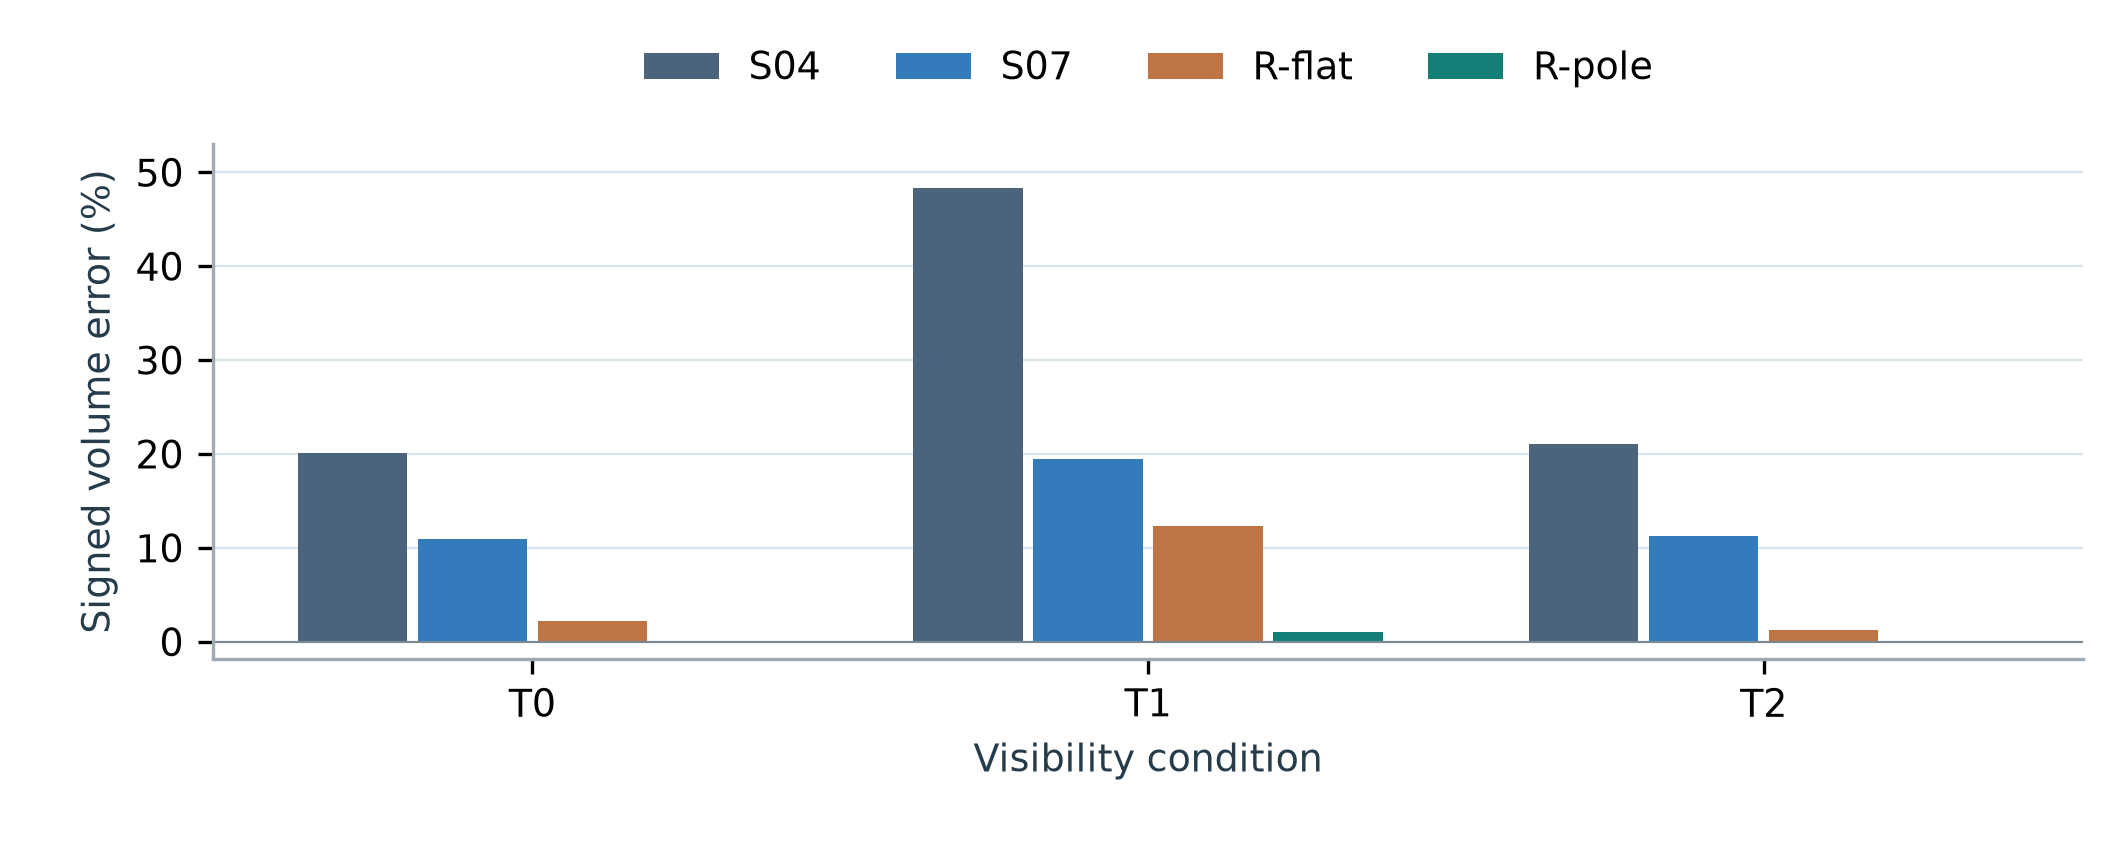 S04 S07 R-flat R-pole
Signed volume error (%)
50
40
30
20
10
0
T0 T1 T2
Visibility condition